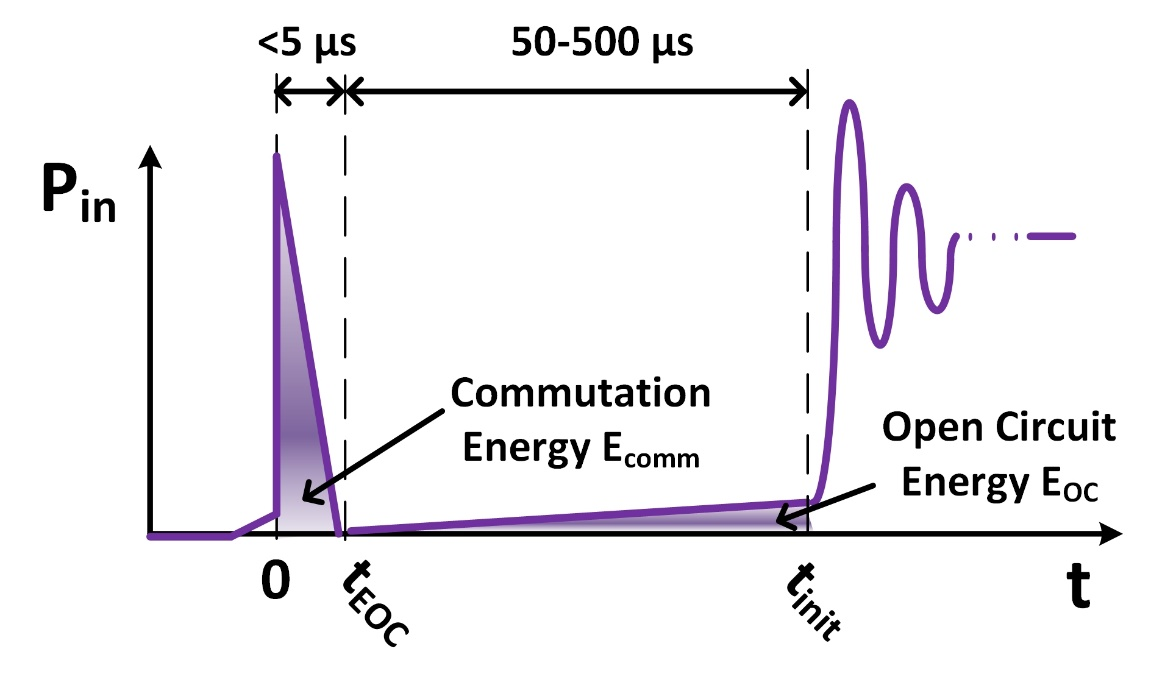 <5 µs
50-500 µs
Pin
Commutation
Energy Ecomm
Open Circuit
Energy EOC
0
tEOC
tinit
t